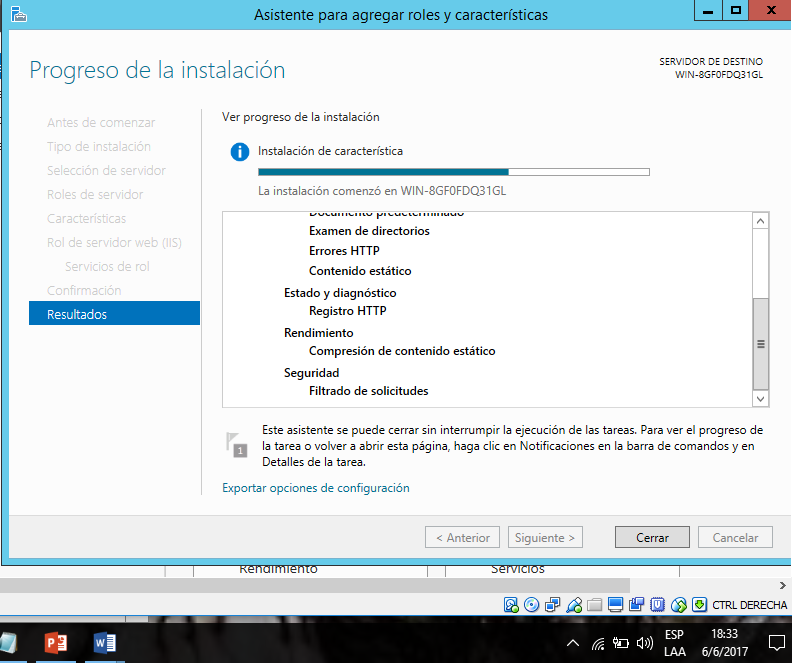 Asistente para agregar roles y características
Progreso de la instalación
SERVIDOR DE DESTINO
WIN-8GF0FDQ31GL
Antes de comenzar
Tipo de instalación
Selección de servidor
Roles de servidor
Características
Rol de servidor web (IIS)
Servicios de rol
Confirmación
Resultados
Ver progreso de la instalación
Instalación de característica
La instalación comenzó en WIN-8GF0FDQ31GL
Documento predeterminado
Examen de directorios
Errores HTTP
Contenido estático
Estado y diagnóstico
Registro HTTP
Rendimiento
Compresión de contenido estático
Seguridad
Filtrado de solicitudes
1
Este asistente se puede cerrar sin interrumpir la ejecución de las tareas. Para ver el progreso de
la tarea o volver a abrir esta página, haga clic en Notificaciones en la barra de comandos y en
Detalles de la tarea.
Exportar opciones de configuración
< Anterior
Siguiente >
Cerrar
Cancelar
Rendimiento
Servicios
CTRL DERECHA
ESP
LAA
18:33
6/6/2017